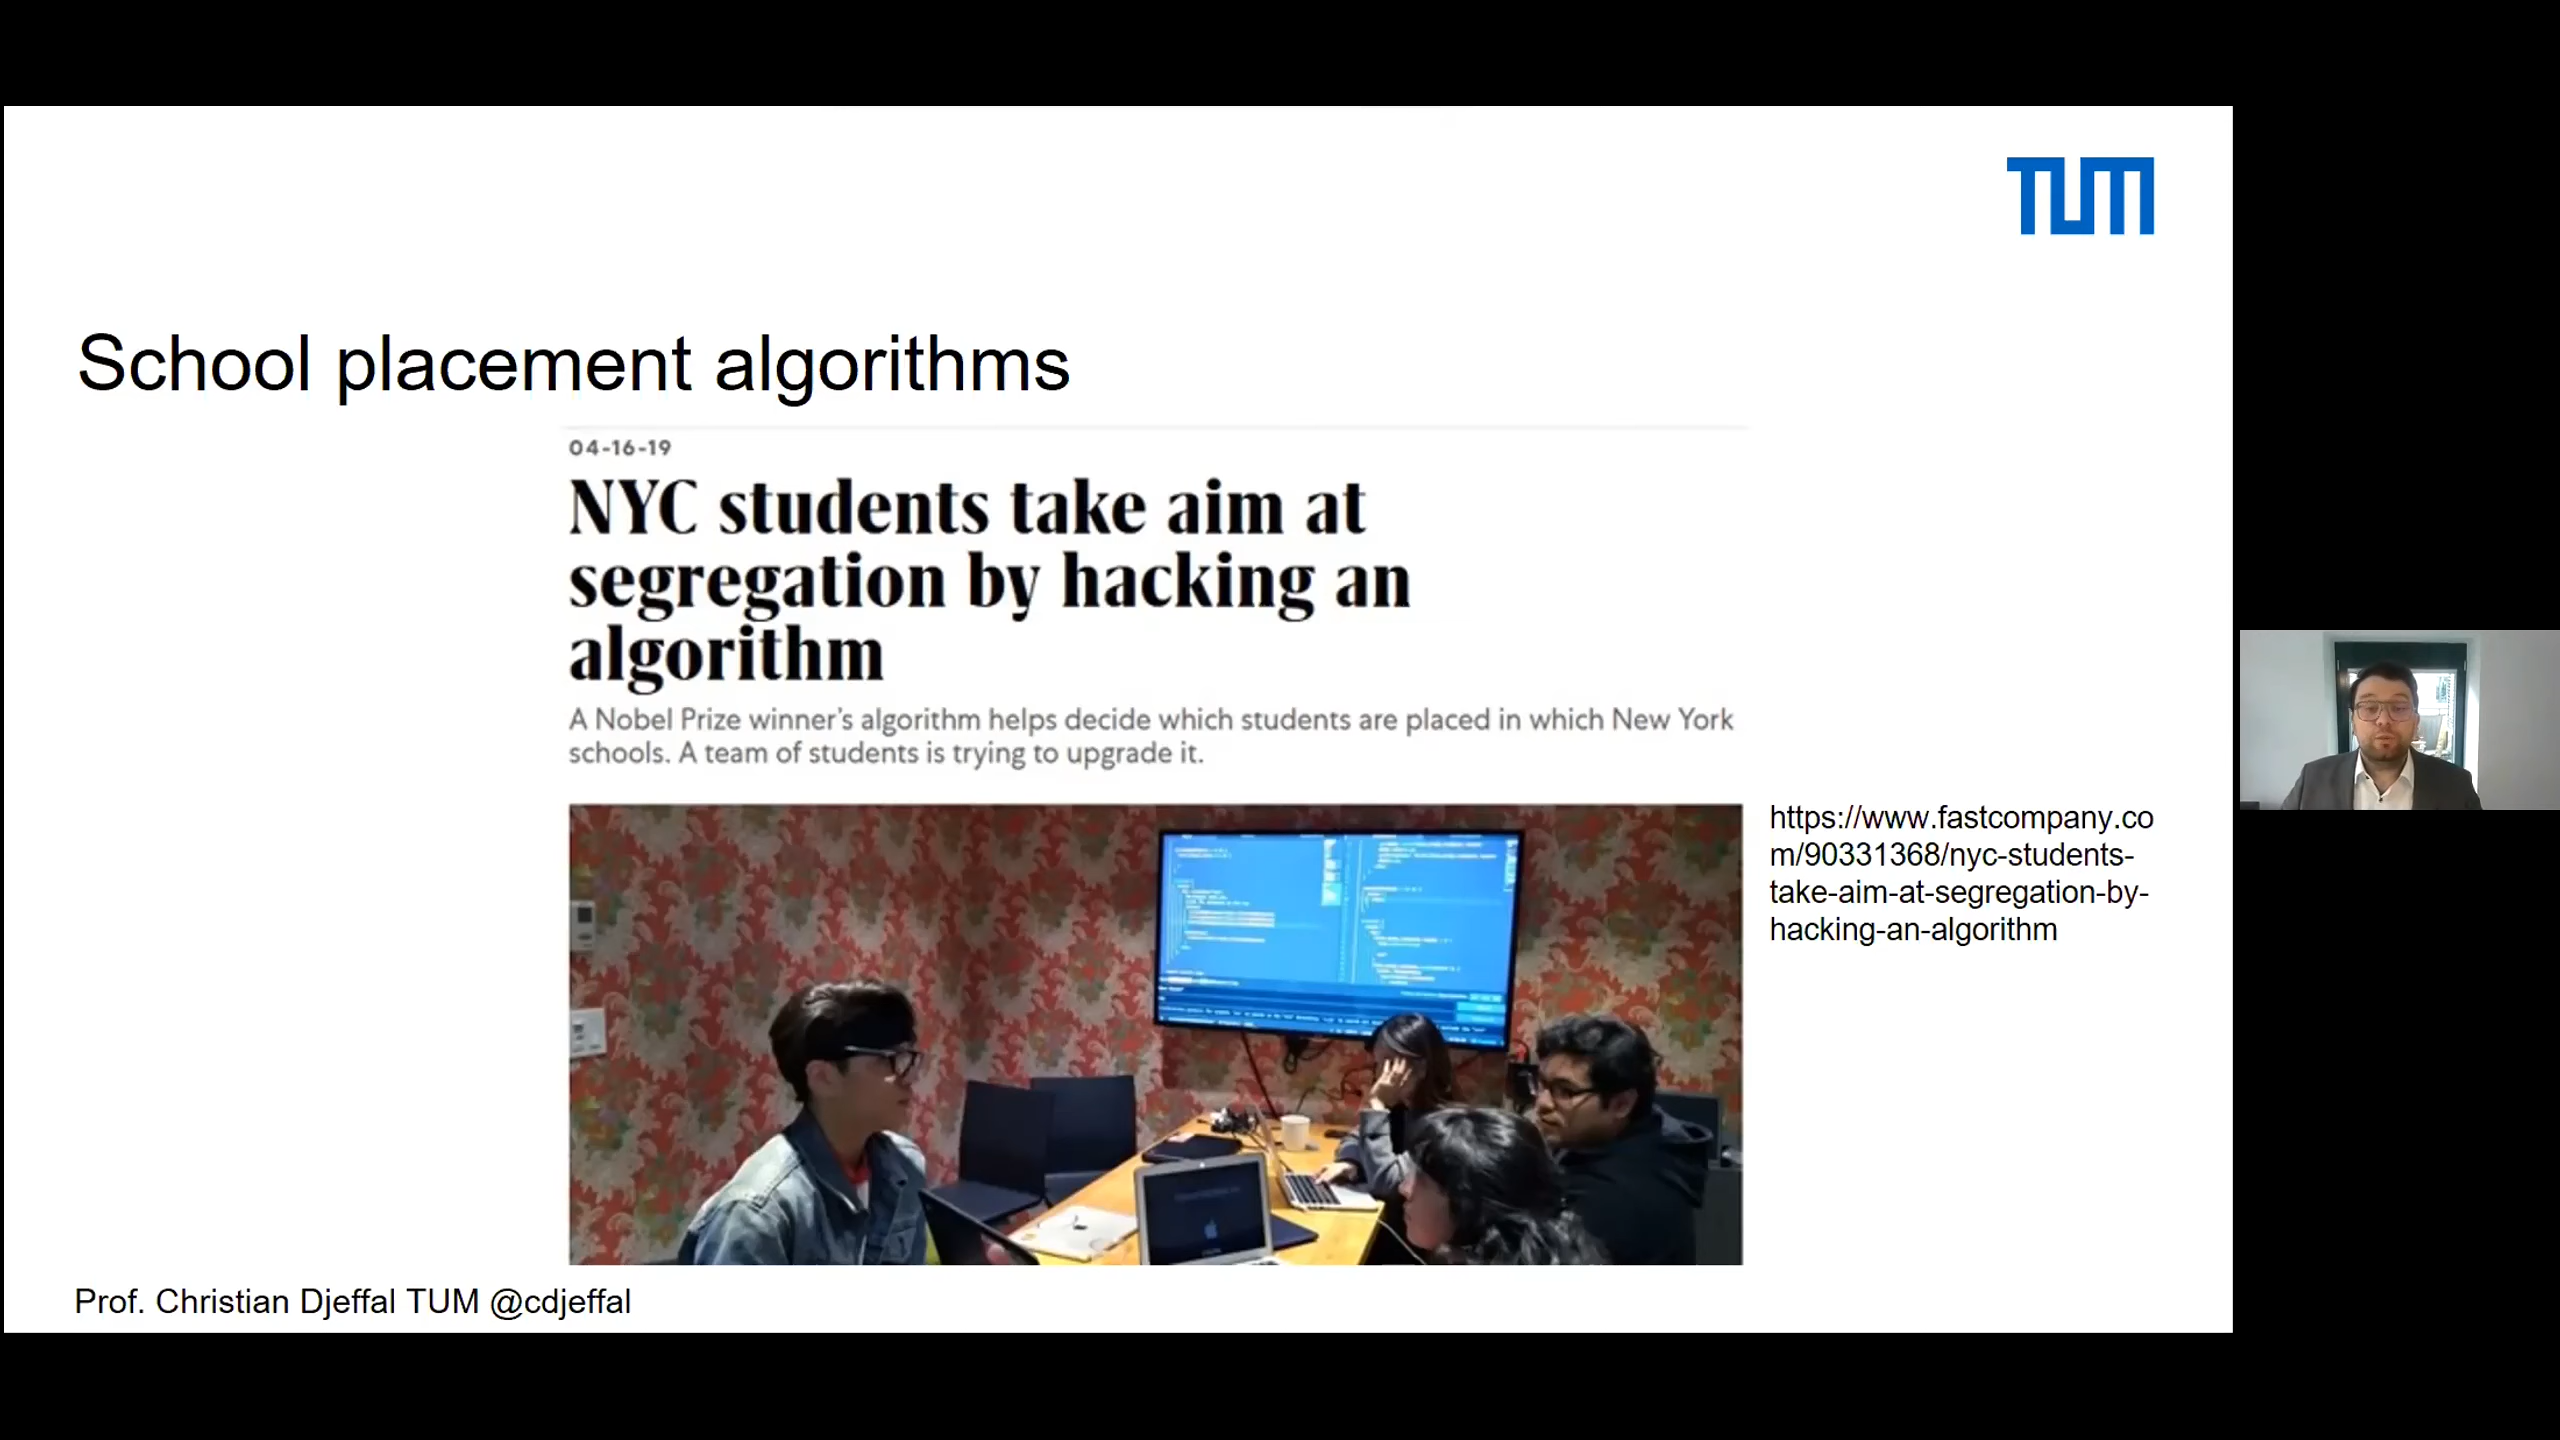 TUM
School placement algorithms
04-16-19
NYC students take aim at
segregation by hacking an
algorithm
A Nobel Prize winner's algorithm helps decide which students are placed in which New York
schools. A team of students is trying to upgrade it.
https://www.fastcompany.co
m/90331368/nyc-students-
take-aim-at-segregation-by-
hacking-an-algorithm
Prof. Christian Djeffal TUM @cdjeffal